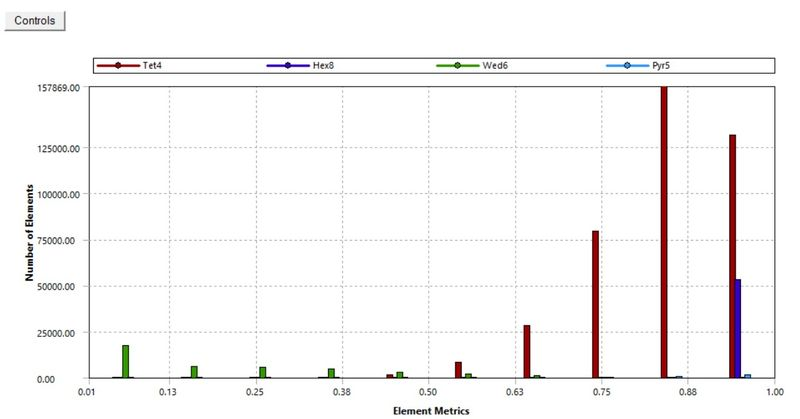 Controls
Tet4 Hex8 Wed6 Pyr5
157869.00
125000.00
100000.00
75000.00
50000.00
25000.00
0.00
Number of Elements
0.01 0.13 0.25 0.38 0.50 0.63 0.75 0.88 1.00
Element Metrics